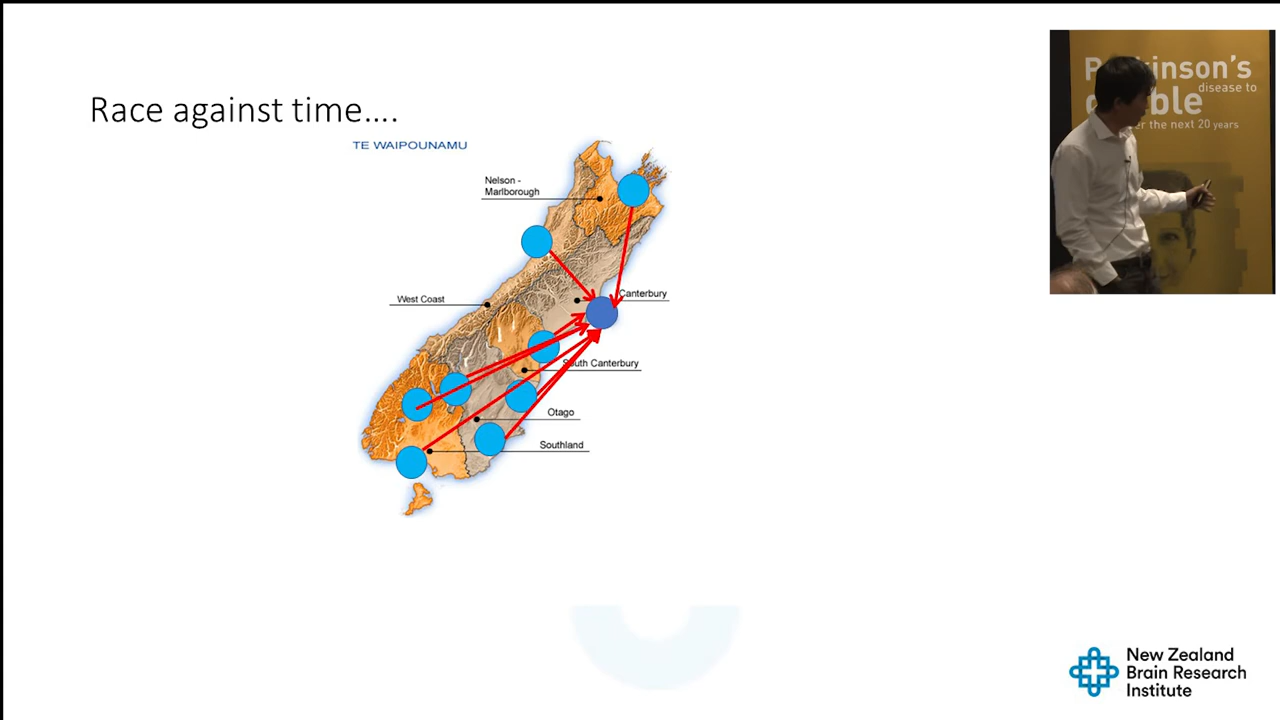 Race against time....
TE WAIPOUNAMU
Nelson -
Marlborough
West Coast
Canterbury
South Canterbury
Otago
Southland
disease to
the next 20 years
New Zealand
Brain Research
Institute